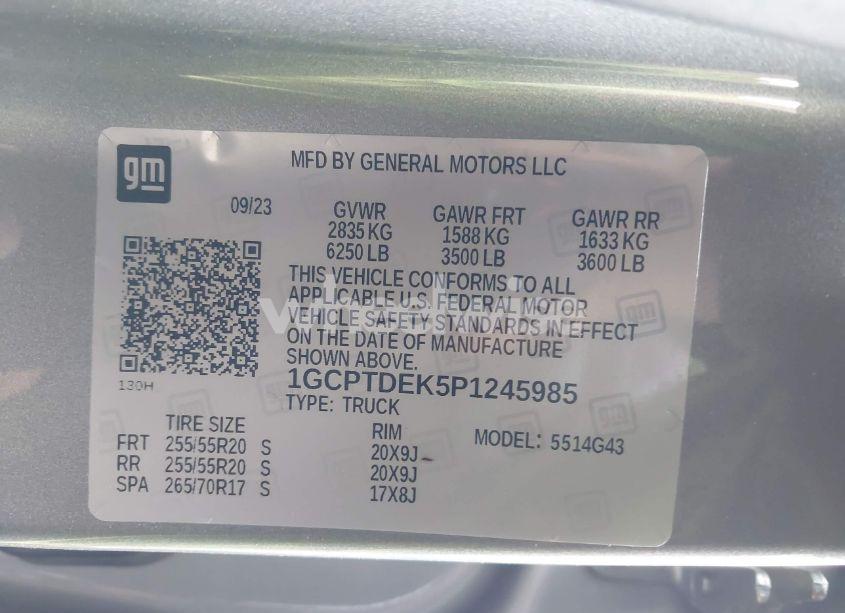 gm
MFD BY GENERAL MOTORS LLC
09/23
GVWR GAWR FRT GAWR RR
2835 KG 1588 KG 1633 KG
6250 LB 3500 LB 3600 LB
THIS VEHICLE CONFORMS TO ALL
APPLICABLE U.S. FEDERAL MOTOR
VEHICLE SAFETY STANDARDS IN EFFECT
ON THE DATE OF MANUFACTURE
SHOWN ABOVE.
130H
1GCPTDEK5P1245985
TYPE: TRUCK
TIRE SIZE RIM MODEL: 5514G43
FRT 255/55R20 S 20X9J
RR 255/55R20 S 20X9J
SPA 265/70R17 S 17X8J